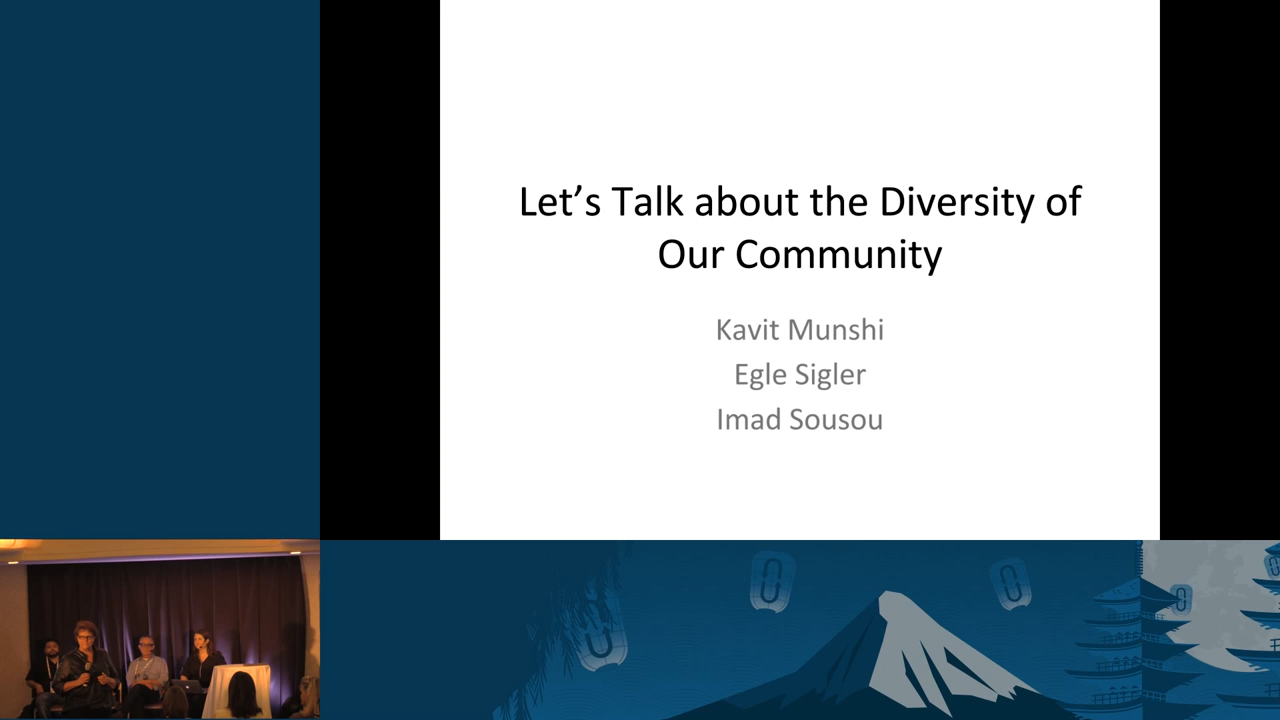 Let’s Talk about the Diversity of
Our Community
Kavit Munshi
Egle Sigler
Imad Sousou